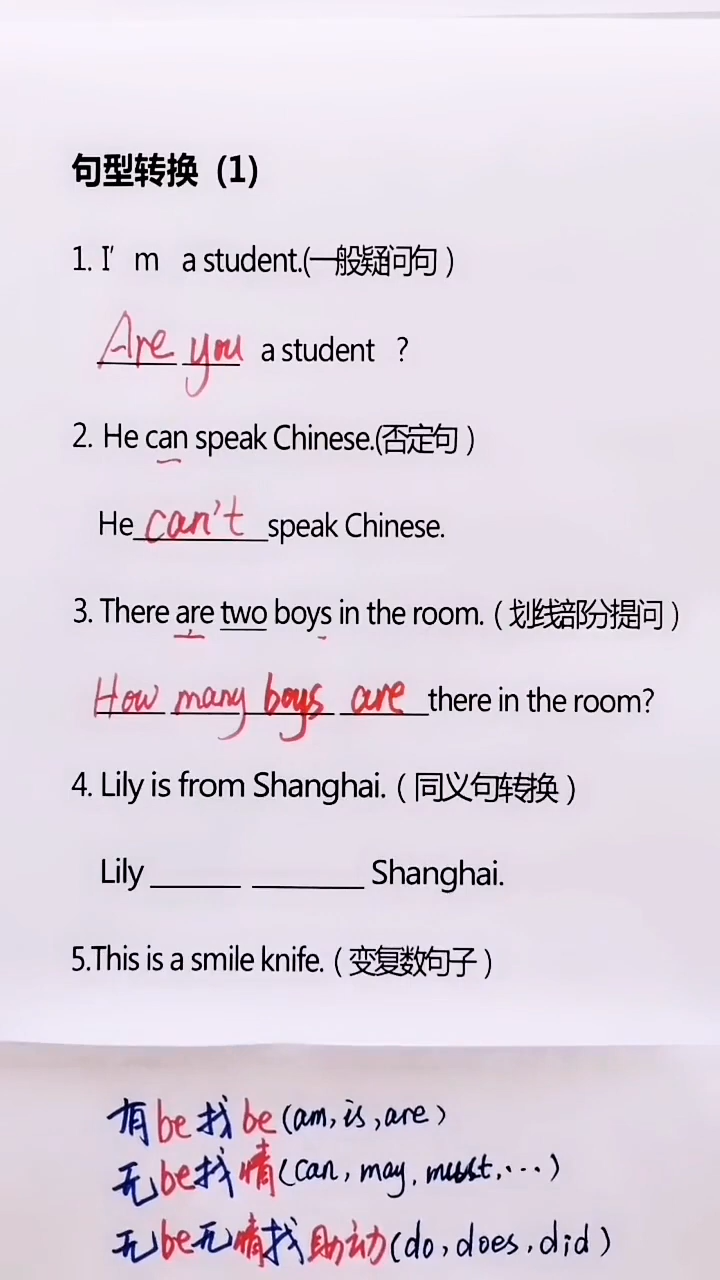 句型转换 (1)
1. I'm a student.(一般疑问句)
Are you a student ?
2. He can speak Chinese.(否定句)
He can't speak Chinese.
3. There are two boys in the room.(划线部分提问)
How many boys are there in the room?
4. Lily is from Shanghai.(同义句转换)
Lily ______ ______ Shanghai.
5.This is a smile knife.(变复数句子)
有be找be(am,is,are)
无be找情(can,may,must,...)
无be无情找助动(do,does,did)